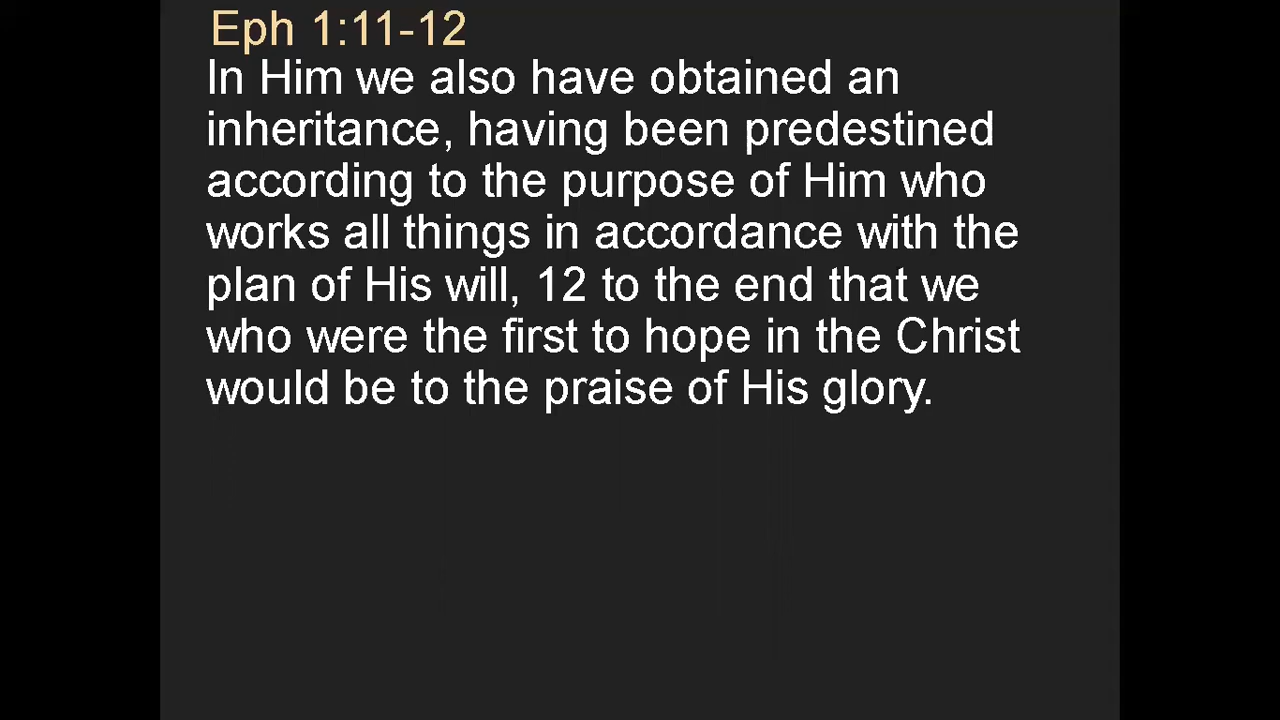 Eph 1:11-12
In Him we also have obtained an
inheritance, having been predestined
according to the purpose of Him who
works all things in accordance with the
plan of His will, 12 to the end that we
who were the first to hope in the Christ
would be to the praise of His glory.